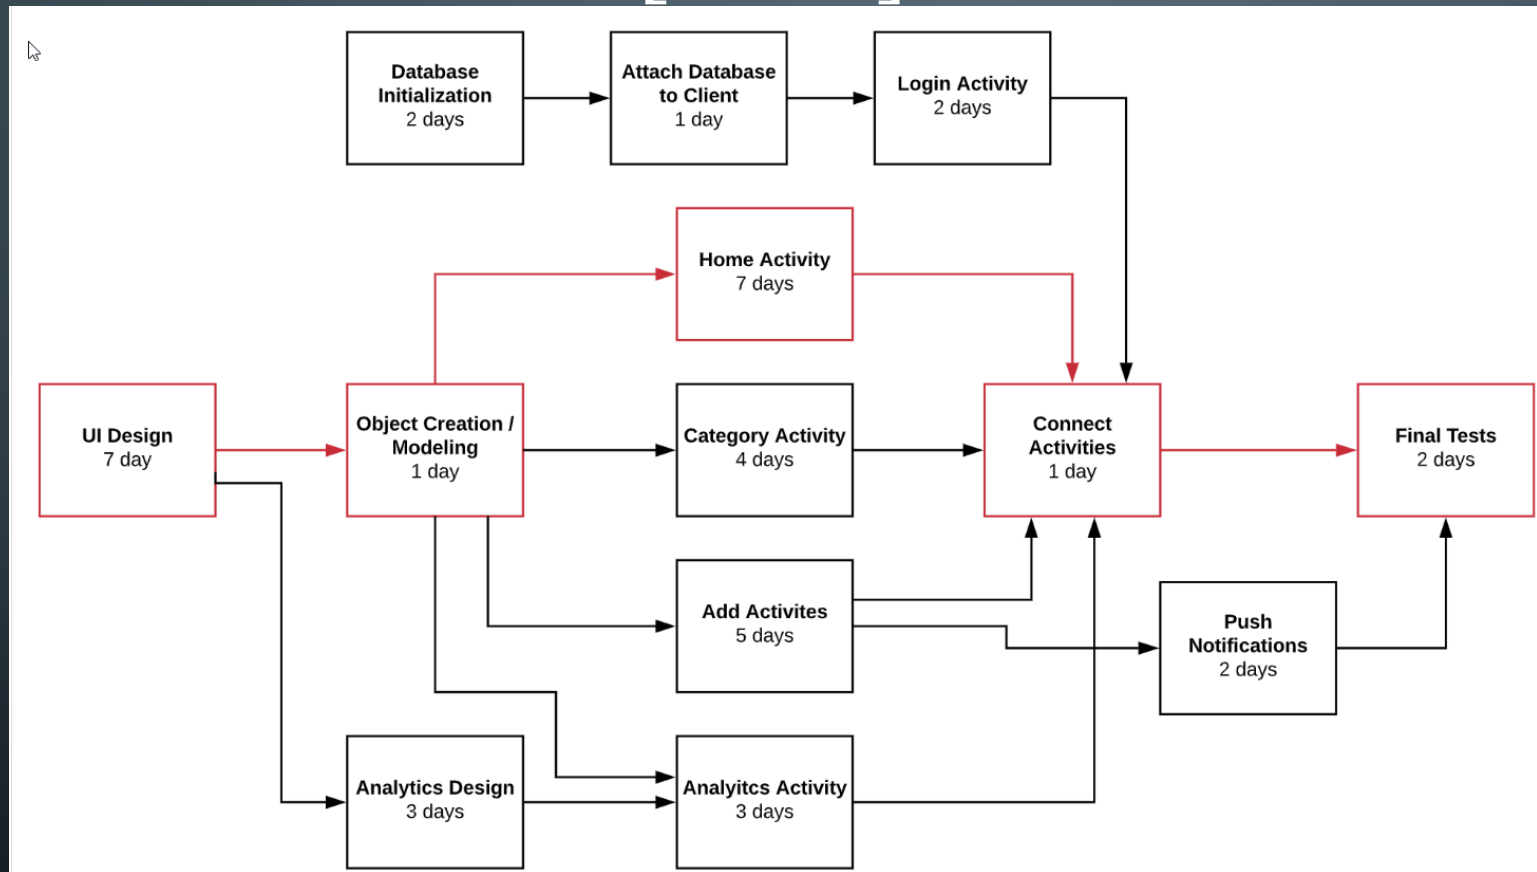 Database
Initialization
2 days
Attach Database
to Client
1 day
Login Activity
2 days
Home Activity
7 days
UI Design
7 day
Object Creation /
Modeling
1 day
Category Activity
4 days
Connect
Activities
1 day
Final Tests
2 days
Add Activites
5 days
Push
Notifications
2 days
Analytics Design
3 days
Analyitcs Activity
3 days